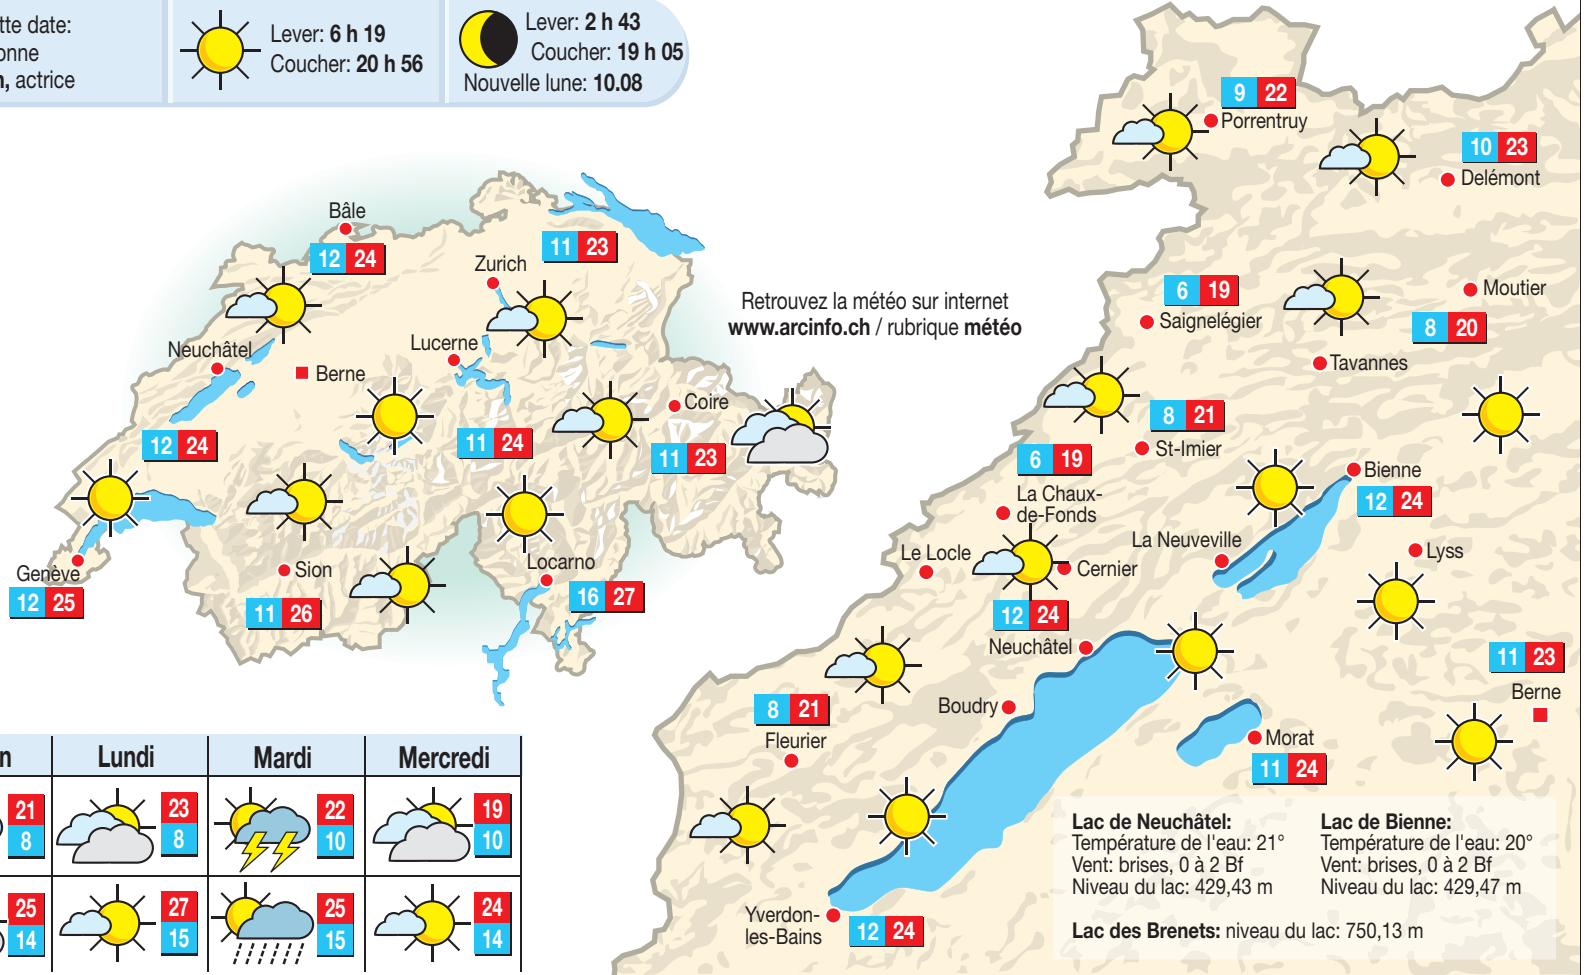 tte date:
onne
n, actrice
Lever: 6 h 19
Coucher: 20 h 56
Lever: 2 h 43
Coucher: 19 h 05
Nouvelle lune: 10.08
Bâle
12 24
11 23
Zurich
Neuchâtel
Lucerne
Berne
Coire
12 24
11 24
11 23
Genève
12 25
Sion
11 26
Locarno
16 27
Retrouvez la météo sur internet
www.arcinfo.ch / rubrique météo
9 22
Porrentruy
10 23
Delémont
6 19
Saignelégier
Moutier
8 20
Tavannes
8 21
St-Imier
6 19
La Chaux-
de-Fonds
Bienne
12 24
La Neuveville
Le Locle
Cernier
Lyss
12 24
Neuchâtel
11 23
Berne
8 21
Fleurier
Boudry
Morat
11 24
Yverdon-
les-Bains
12 24
n Lundi Mardi Mercredi
21 23 22 19
8 8 10 10
25 27 25 24
14 15 15 14
Lac de Neuchâtel:
Température de l'eau: 21°
Vent: brises, 0 à 2 Bf
Niveau du lac: 429,43 m
Lac de Bienne:
Température de l'eau: 20°
Vent: brises, 0 à 2 Bf
Niveau du lac: 429,47 m
Lac des Brenets: niveau du lac: 750,13 m